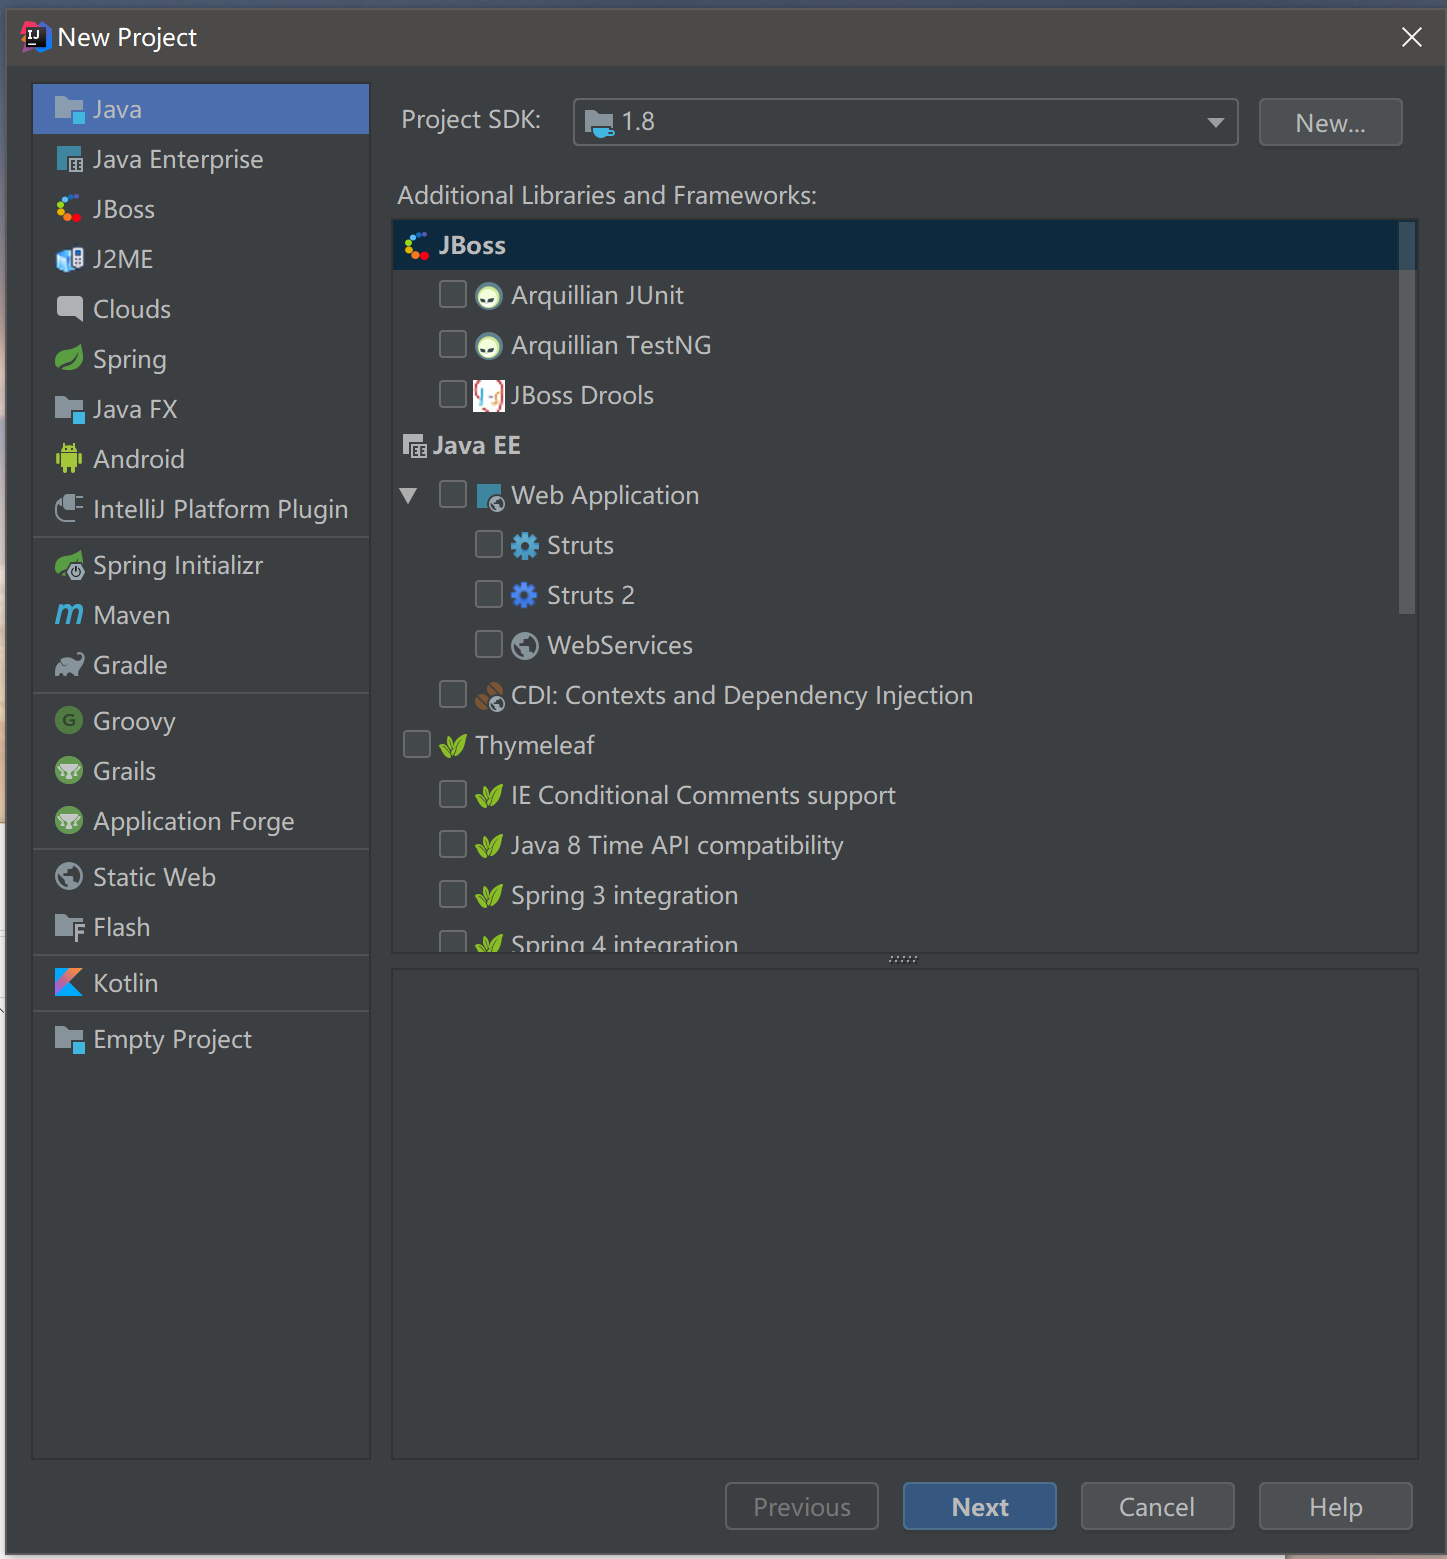 New Project
Java
Java Enterprise
JBoss
J2ME
Clouds
Spring
Java FX
Android
IntelliJ Platform Plugin
Spring Initializr
Maven
Gradle
Groovy
Grails
Application Forge
Static Web
Flash
Kotlin
Empty Project
Project SDK: 1.8 New...
Additional Libraries and Frameworks:
JBoss
Arquillian JUnit
Arquillian TestNG
JBoss Drools
Java EE
Web Application
Struts
Struts 2
WebServices
CDI: Contexts and Dependency Injection
Thymeleaf
IE Conditional Comments support
Java 8 Time API compatibility
Spring 3 integration
Spring 4 integration
Previous Next Cancel Help